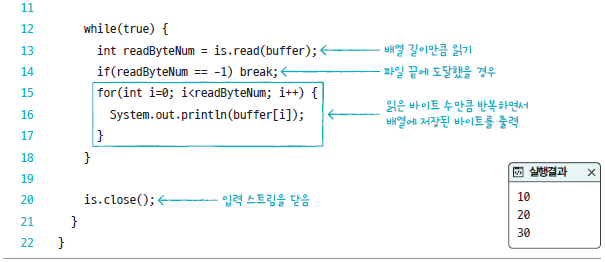 11
12 while(true) {
13 int readByteNum = is.read(buffer); 배열 길이만큼 읽기
14 if(readByteNum == -1) break; 파일 끝에 도달했을 경우
15 for(int i=0; i<readByteNum; i++) {
16 System.out.println(buffer[i]); 읽은 바이트 수만큼 반복하면서
배열에 저장된 바이트를 출력
17 }
18 }
19
20 is.close(); 입력 스트림을 닫음
21 }
22 }
실행결과
10
20
30